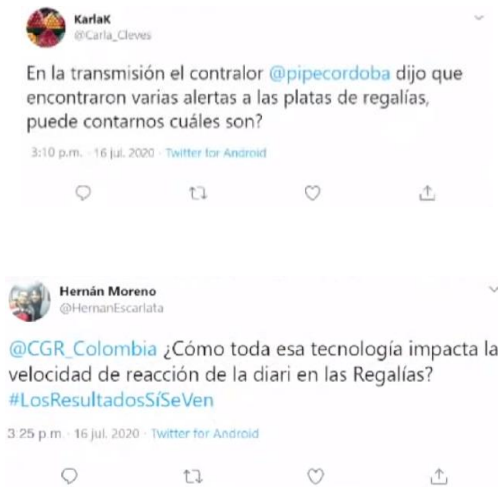 KarlaK
@Carla_Cleves
En la transmisión el contralor @pipecordoba dijo que
encontraron varias alertas a las platas de regalías,
puede contarnos cuáles son?
3:10 p.m. · 16 jul. 2020 · Twitter for Android
Hernán Moreno
@HernanEscarlata
@CGR_Colombia ¿Cómo toda esa tecnología impacta la
velocidad de reacción de la diari en las Regalías?
#LosResultadosSíSeVen
3:25 p.m. · 16 jul. 2020 · Twitter for Android